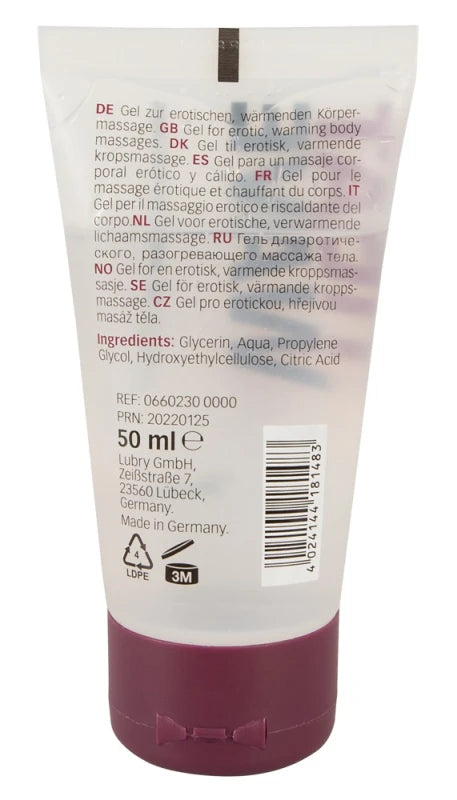 DE Gel zur erotischen, wärmenden Körper-
massage. GB Gel for erotic, warming body
massages. DK Gel til erotisk, varmende
kropsmassage. ES Gel para un masaje cor-
poral erótico y cálido. FR Gel pour le
massage érotique et chauffant du corps. IT
Gel per il massaggio erotico e riscaldante del
corpo.NL Gel voor erotische, verwarmende
lichaamsmassage. RU Гель дляэротиче-
ского, разогревающего массажа тела.
NO Gel for en erotisk, varmende kroppsmas-
sasje. SE Gel för erotisk, värmande kropps-
massage. CZ Gel pro erotickou, hřejivou
masáž těla.
Ingredients: Glycerin, Aqua, Propylene
Glycol, Hydroxyethylcellulose, Citric Acid
REF: 0660230 0000
PRN: 20220125
50 ml ℮
Lubry GmbH,
Zeißstraße 7,
23560 Lübeck,
Germany.
Made in Germany.
4
LDPE
3M
4 024144 181483